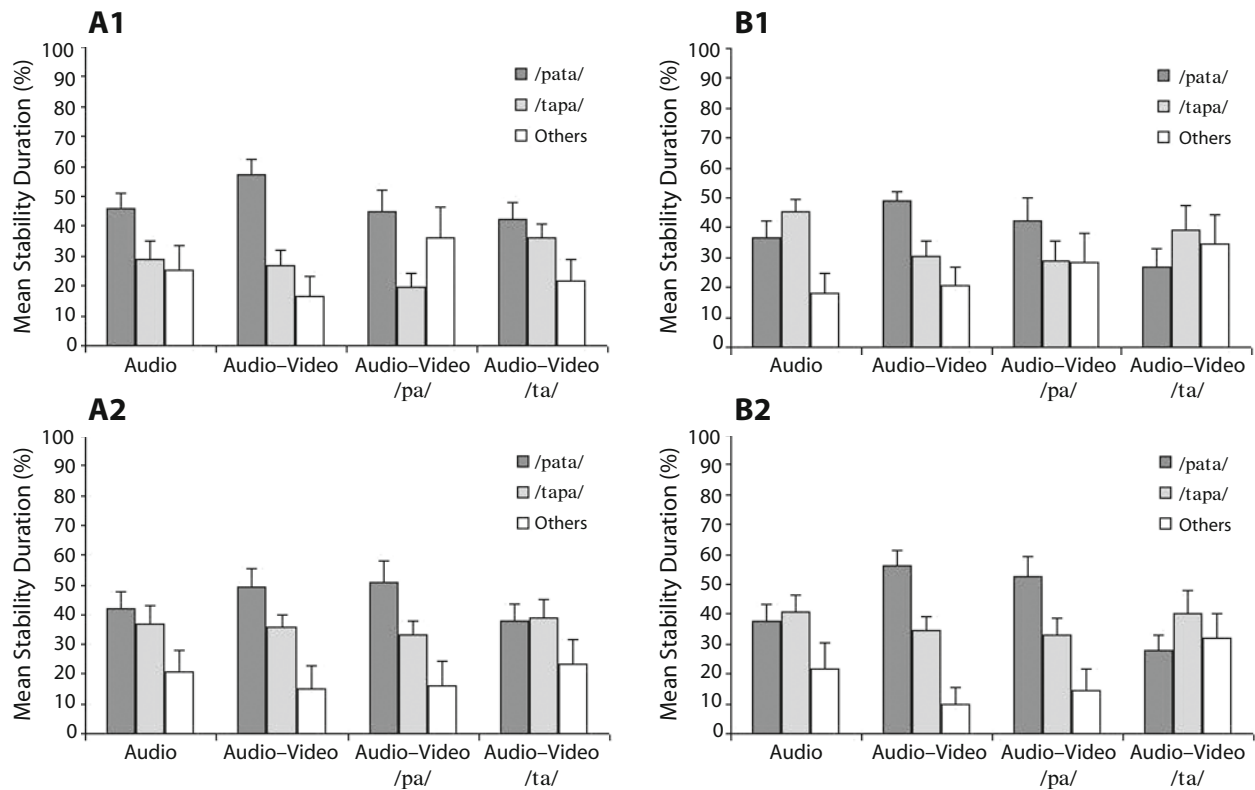 A1
Mean Stability Duration (%)
100
90
80
70
60
50
40
30
20
10
0
/pata/
/tapa/
Others
Audio
Audio–Video
Audio–Video
/pa/
Audio–Video
/ta/
B1
Mean Stability Duration (%)
100
90
80
70
60
50
40
30
20
10
0
/pata/
/tapa/
Others
Audio
Audio–Video
Audio–Video
/pa/
Audio–Video
/ta/
A2
Mean Stability Duration (%)
100
90
80
70
60
50
40
30
20
10
0
/pata/
/tapa/
Others
Audio
Audio–Video
Audio–Video
/pa/
Audio–Video
/ta/
B2
Mean Stability Duration (%)
100
90
80
70
60
50
40
30
20
10
0
/pata/
/tapa/
Others
Audio
Audio–Video
Audio–Video
/pa/
Audio–Video
/ta/